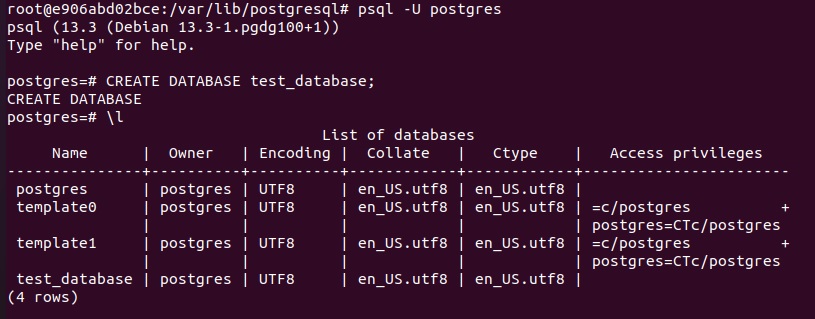 root@e906abd02bce:/var/lib/postgresql# psql -U postgres
psql (13.3 (Debian 13.3-1.pgdg100+1))
Type "help" for help.

postgres=# CREATE DATABASE test_database;
CREATE DATABASE
postgres=# \l
                                   List of databases
     Name      |  Owner   | Encoding |  Collate   |   Ctype    |   Access privileges
---------------+----------+----------+------------+------------+-----------------------
 postgres      | postgres | UTF8     | en_US.utf8 | en_US.utf8 |
 template0     | postgres | UTF8     | en_US.utf8 | en_US.utf8 | =c/postgres          +
               |          |          |            |            | postgres=CTc/postgres
 template1     | postgres | UTF8     | en_US.utf8 | en_US.utf8 | =c/postgres          +
               |          |          |            |            | postgres=CTc/postgres
 test_database | postgres | UTF8     | en_US.utf8 | en_US.utf8 |
(4 rows)